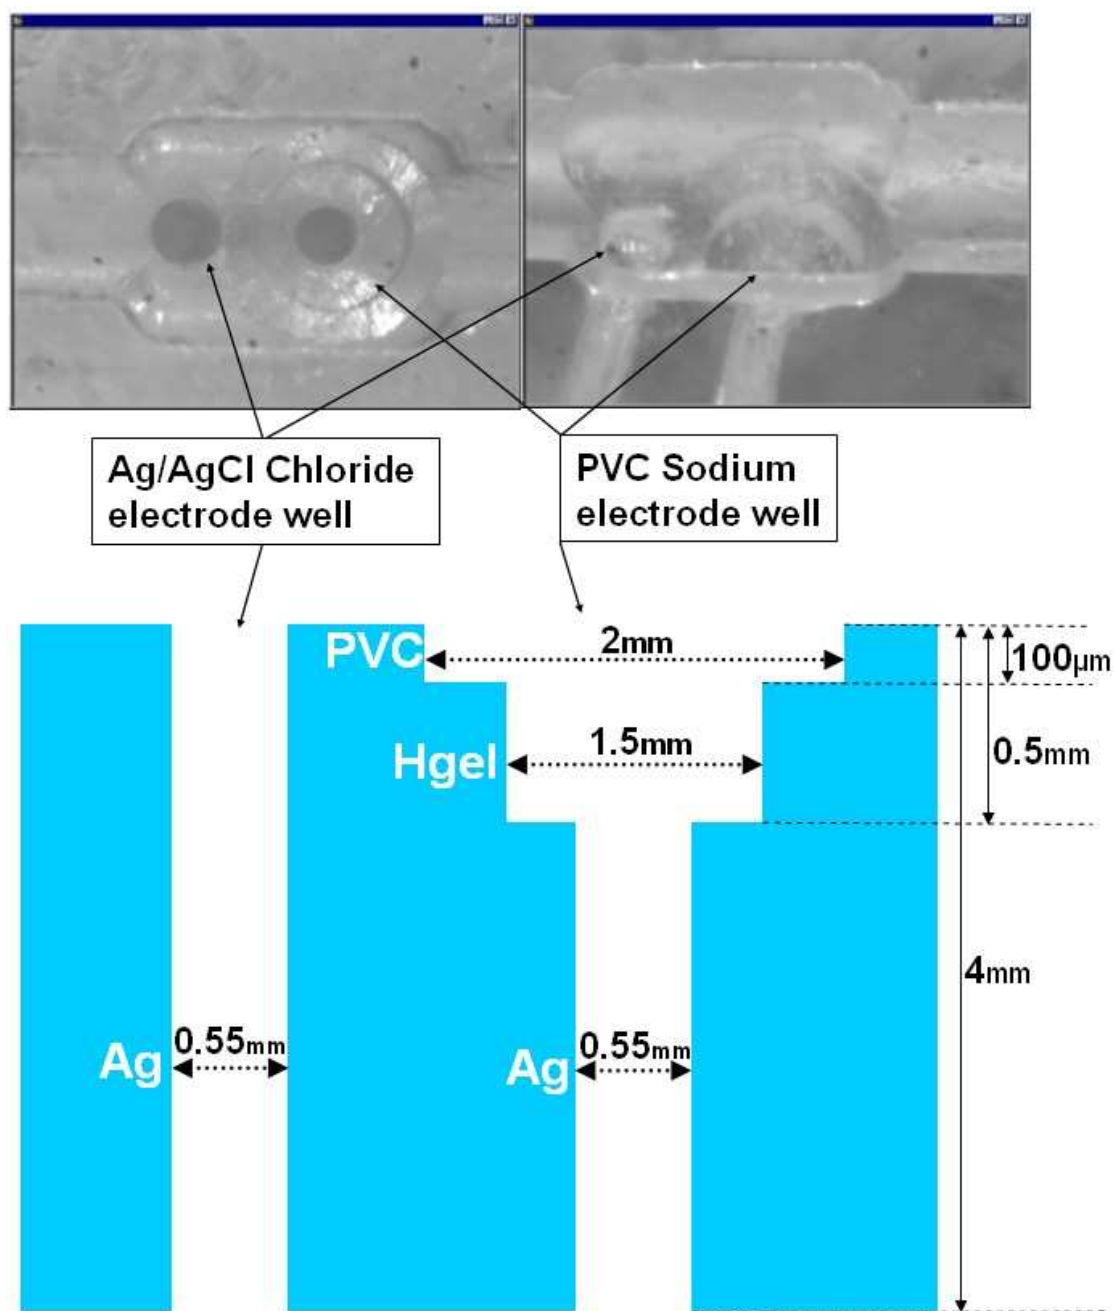 Ag/AgCl Chloride
electrode well
PVC Sodium
electrode well
PVC
2mm
100µm
Hgel
1.5mm
0.5mm
4mm
Ag
0.55mm
Ag
0.55mm